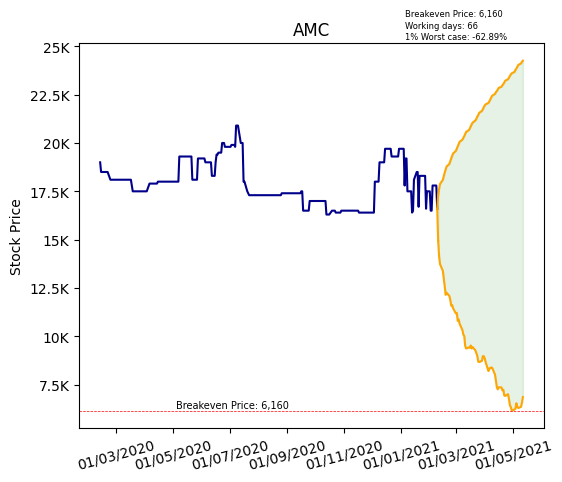 Breakeven Price: 6,160
Working days: 66
1% Worst case: -62.89%
AMC
Stock Price
25K
22.5K
20K
17.5K
15K
12.5K
10K
7.5K
Breakeven Price: 6,160
01/03/2020
01/05/2020
01/07/2020
01/09/2020
01/11/2020
01/01/2021
01/03/2021
01/05/2021